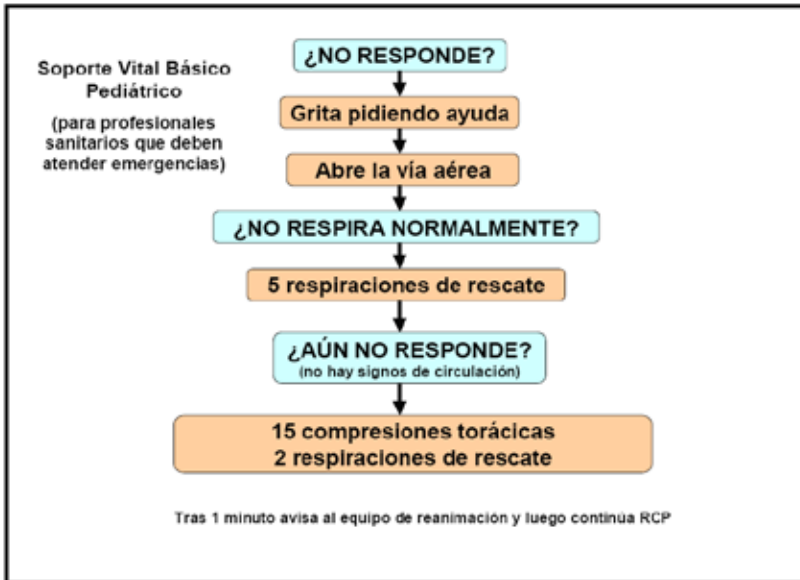 Soporte Vital Básico
Pediátrico
(para profesionales
sanitarios que deben
atender emergencias)
¿NO RESPONDE?
Grita pidiendo ayuda
Abre la vía aérea
¿NO RESPIRA NORMALMENTE?
5 respiraciones de rescate
¿AÚN NO RESPONDE?
(no hay signos de circulación)
15 compresiones torácicas
2 respiraciones de rescate
Tras 1 minuto avisa al equipo de reanimación y luego continúa RCP